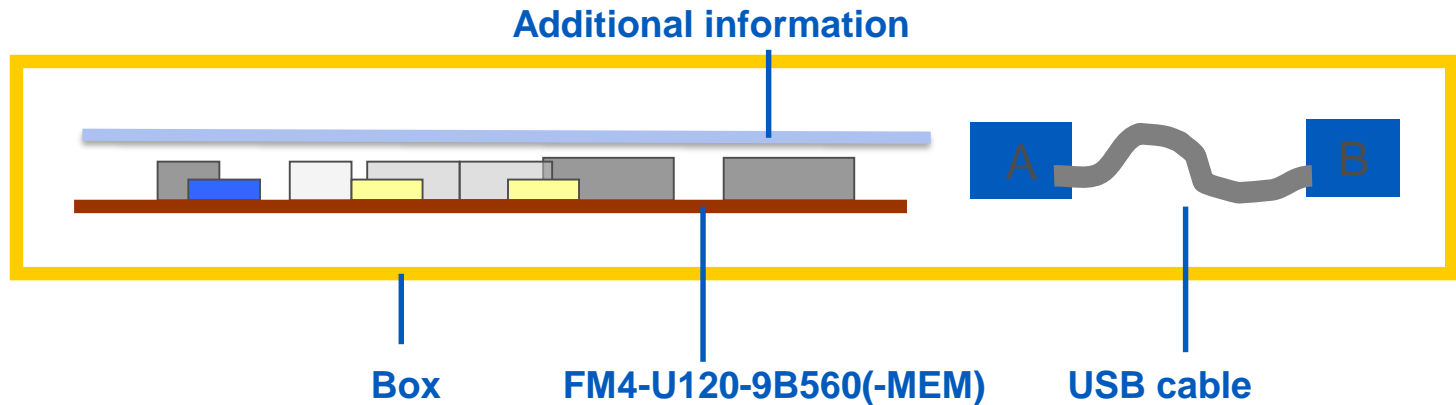 Additional information
A
B
Box
FM4-U120-9B560(-MEM)
USB cable